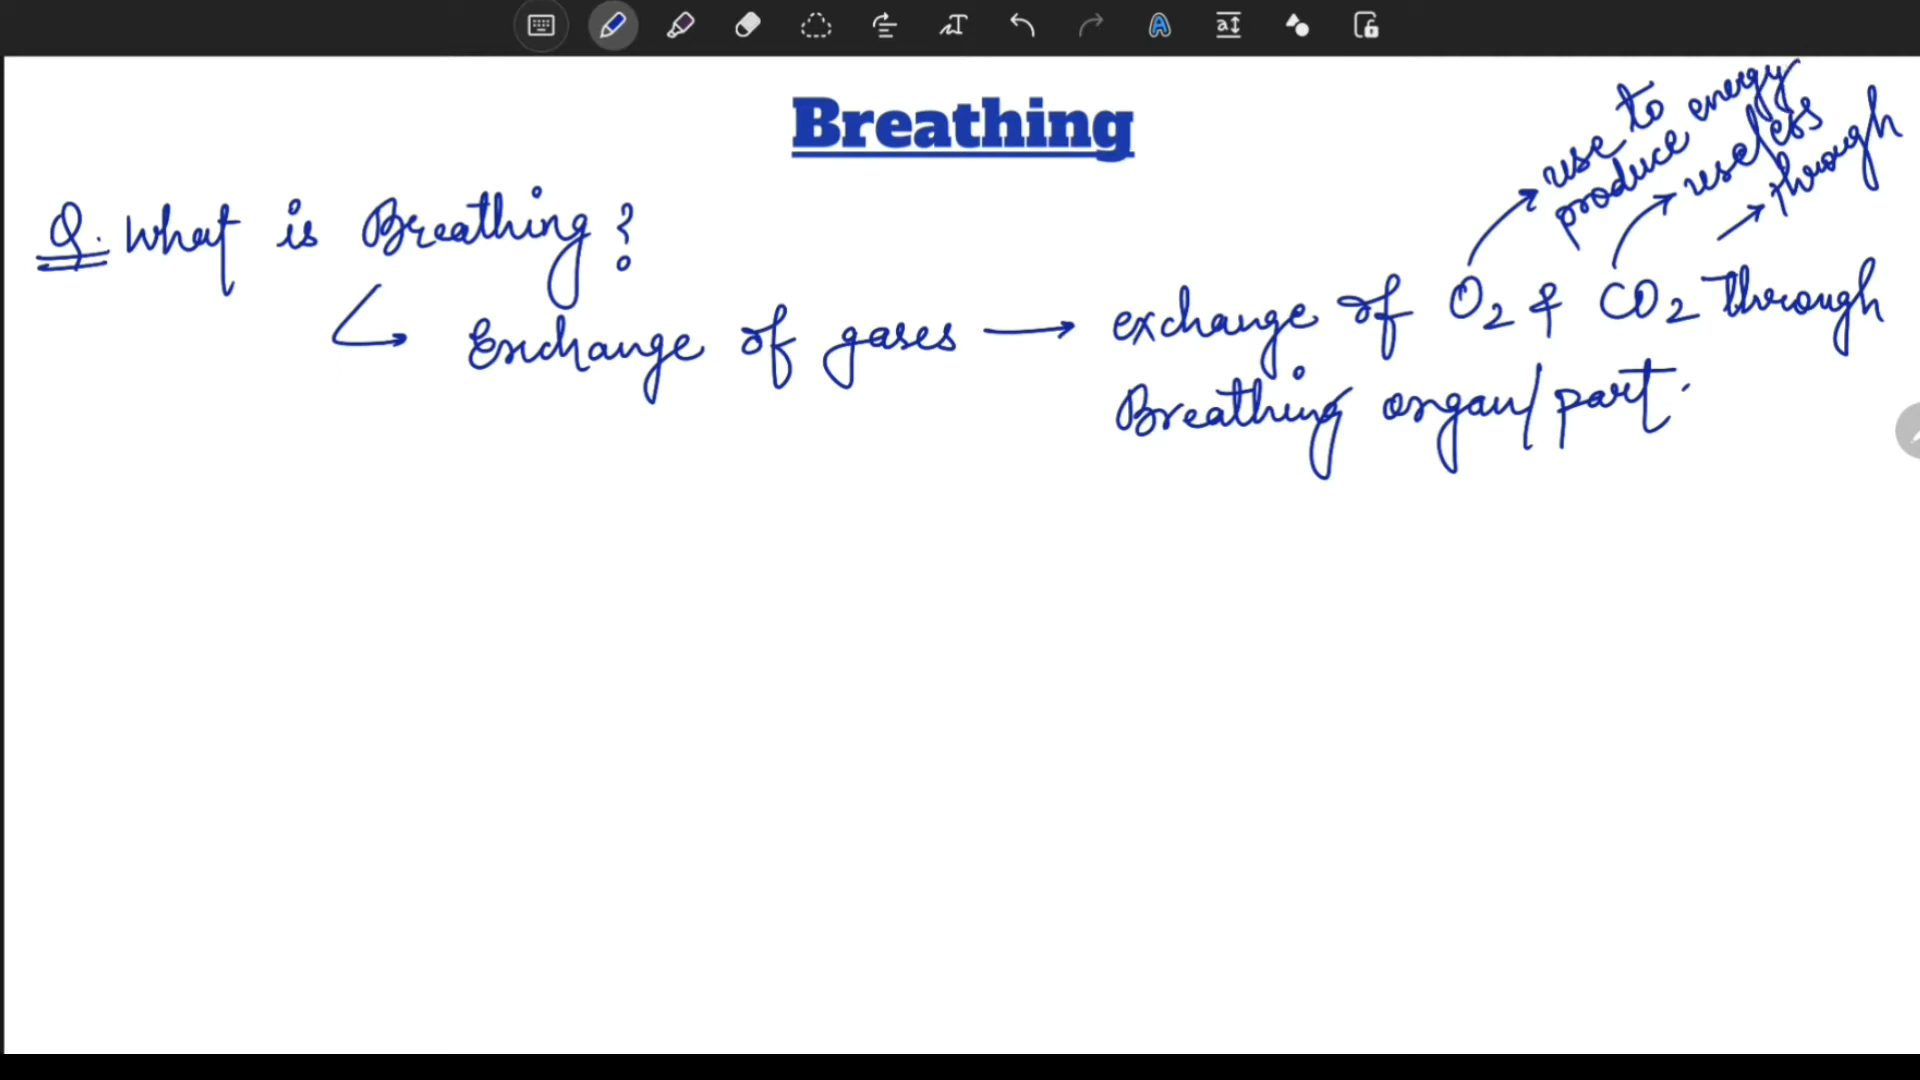 Breathing
use to
produce energy
useless
through
Q. What is Breathing?
Exchange of gases → exchange of O2 & CO2 through
Breathing organ/part.